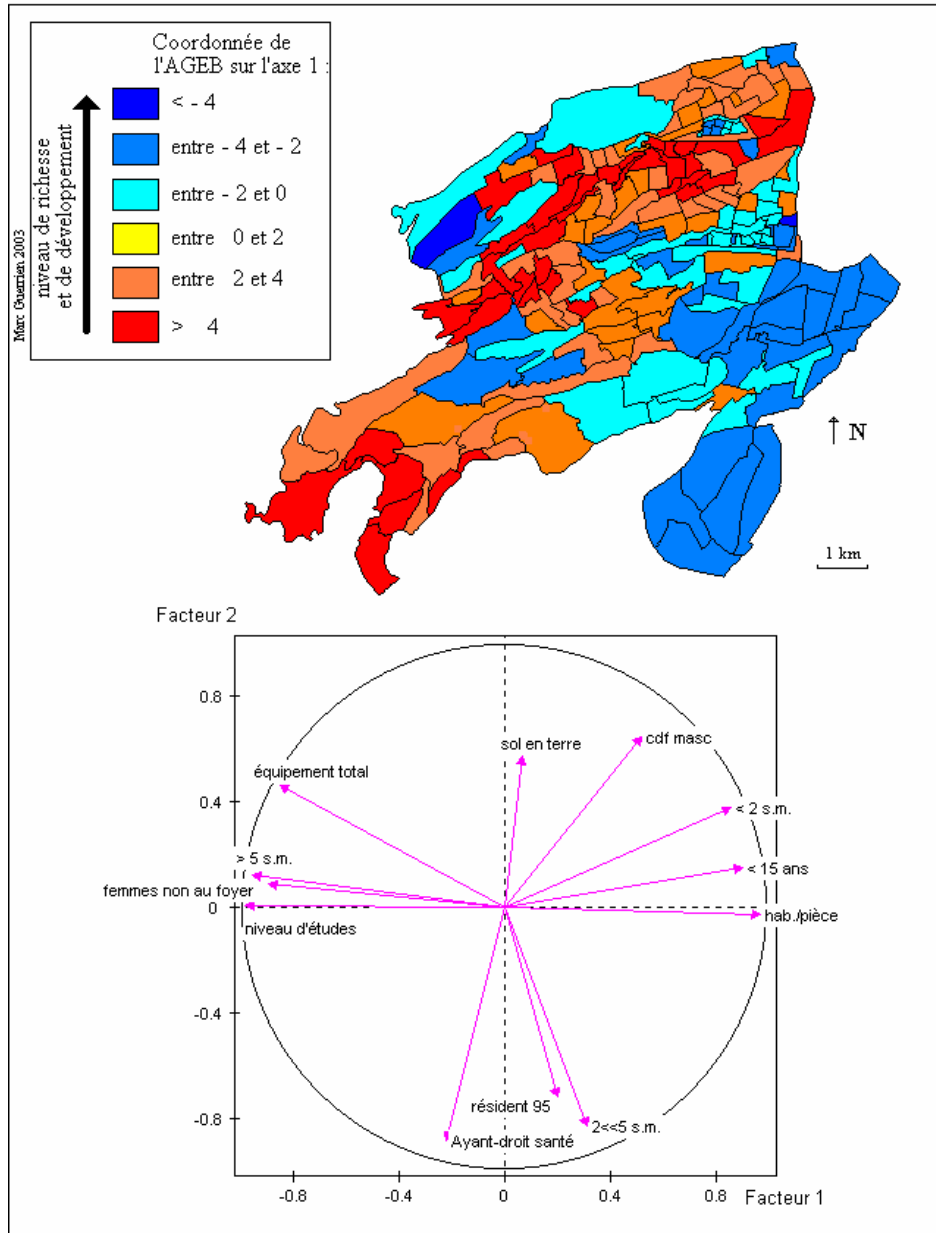 Coordonnée de
l'AGEB sur l'axe 1 :
< - 4
entre - 4 et - 2
entre - 2 et 0
entre 0 et 2
entre 2 et 4
> 4
niveau de richesse
et de développement
Marc Guerrien 2003
N
1 km
Facteur 2
0.8
0.4
0
-0.4
-0.8
sol en terre
cdf masc
équipement total
< 2 s.m.
> 5 s.m.
< 15 ans
femmes non au foyer
hab./pièce
niveau d'études
résident 95
2<<5 s.m.
Ayant-droit santé
-0.8 -0.4 0 0.4 0.8
Facteur 1